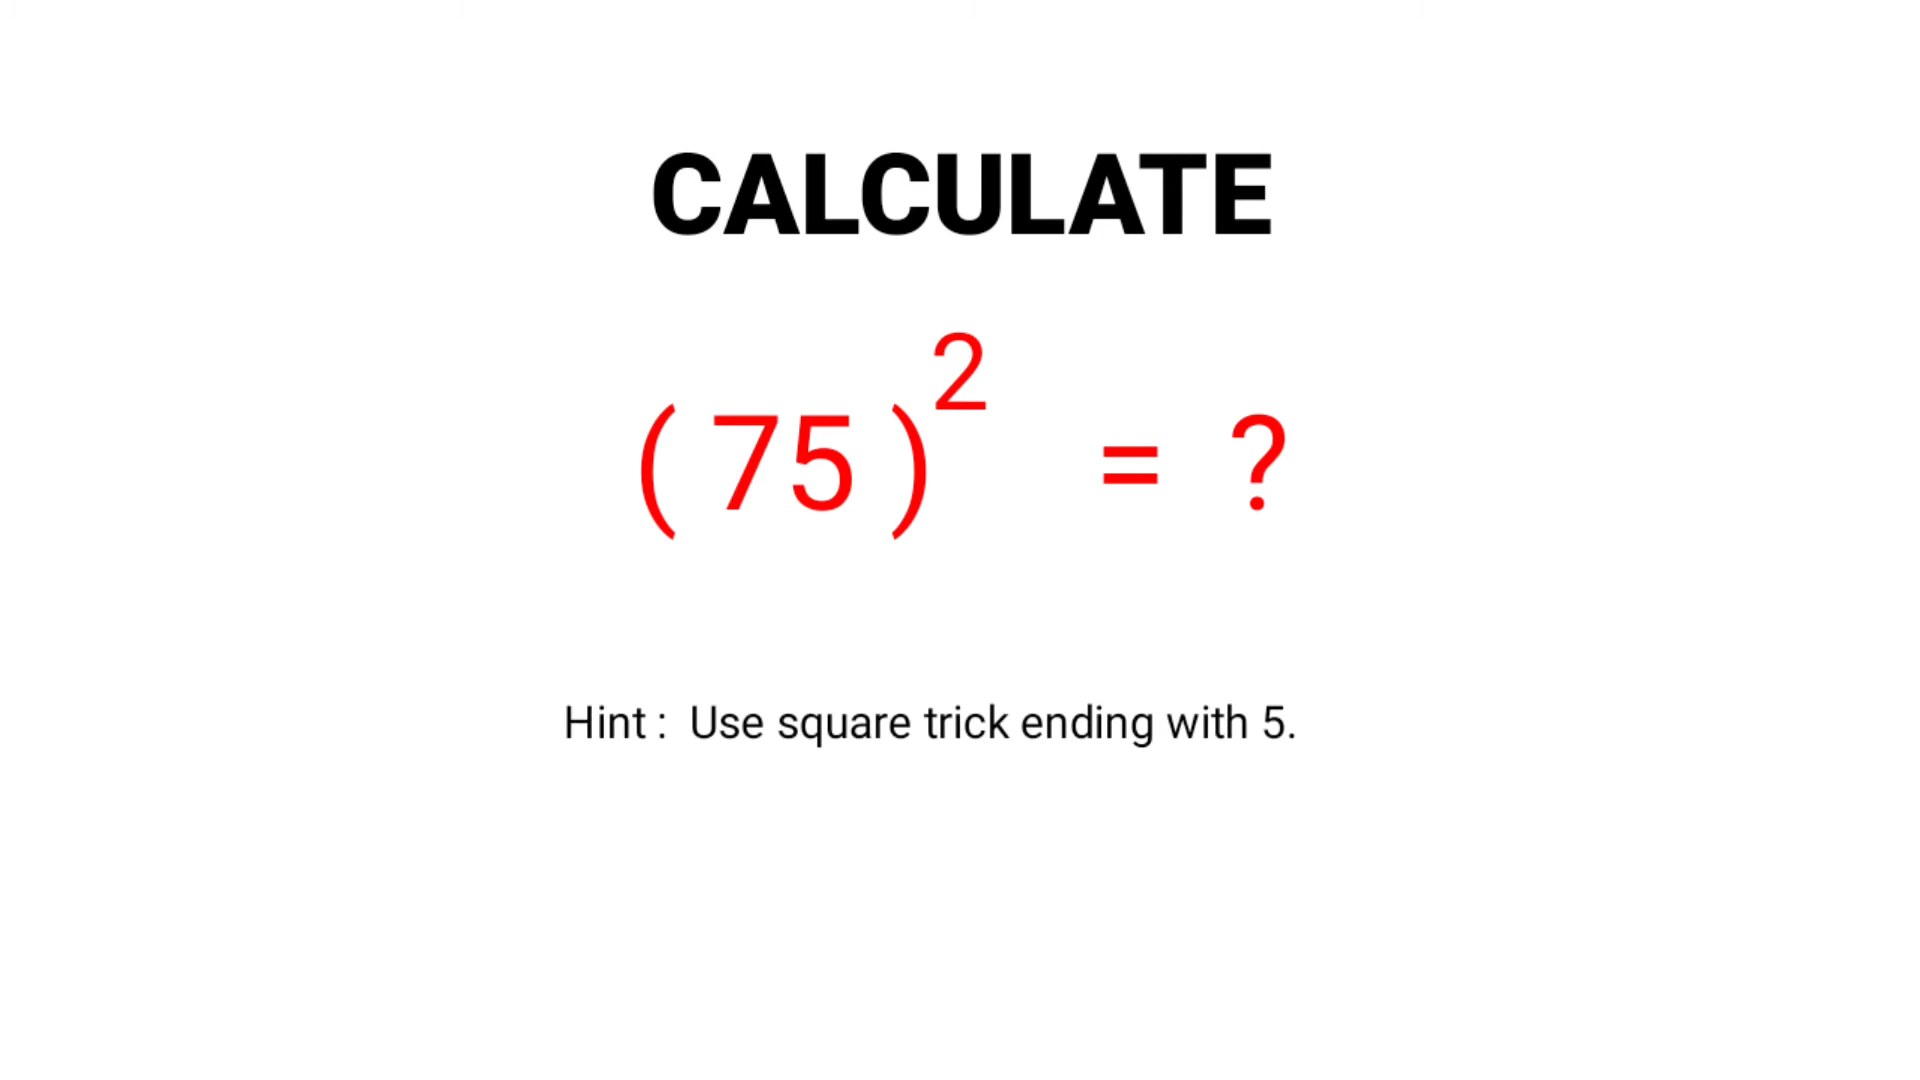 CALCULATE
( 75 )² = ?
Hint : Use square trick ending with 5.